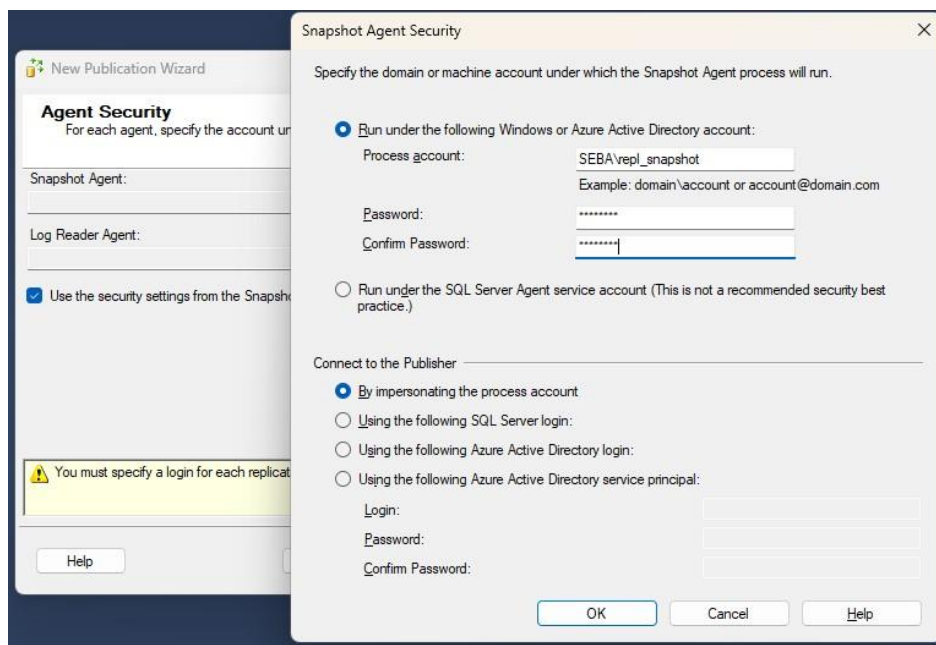 Snapshot Agent Security
New Publication Wizard
Agent Security
For each agent, specify the account un
Snapshot Agent:
Log Reader Agent:
Use the security settings from the Snapsho
You must specify a login for each replicat
Help
Specify the domain or machine account under which the Snapshot Agent process will run.
Run under the following Windows or Azure Active Directory account:
Process account:
SEBA\repl_snapshot
Example: domain\account or account@domain.com
Password:
********
Confirm Password:
********
Run under the SQL Server Agent service account (This is not a recommended security best
practice.)
Connect to the Publisher
By impersonating the process account
Using the following SQL Server login:
Using the following Azure Active Directory login:
Using the following Azure Active Directory service principal:
Login:
Password:
Confirm Password:
OK
Cancel
Help